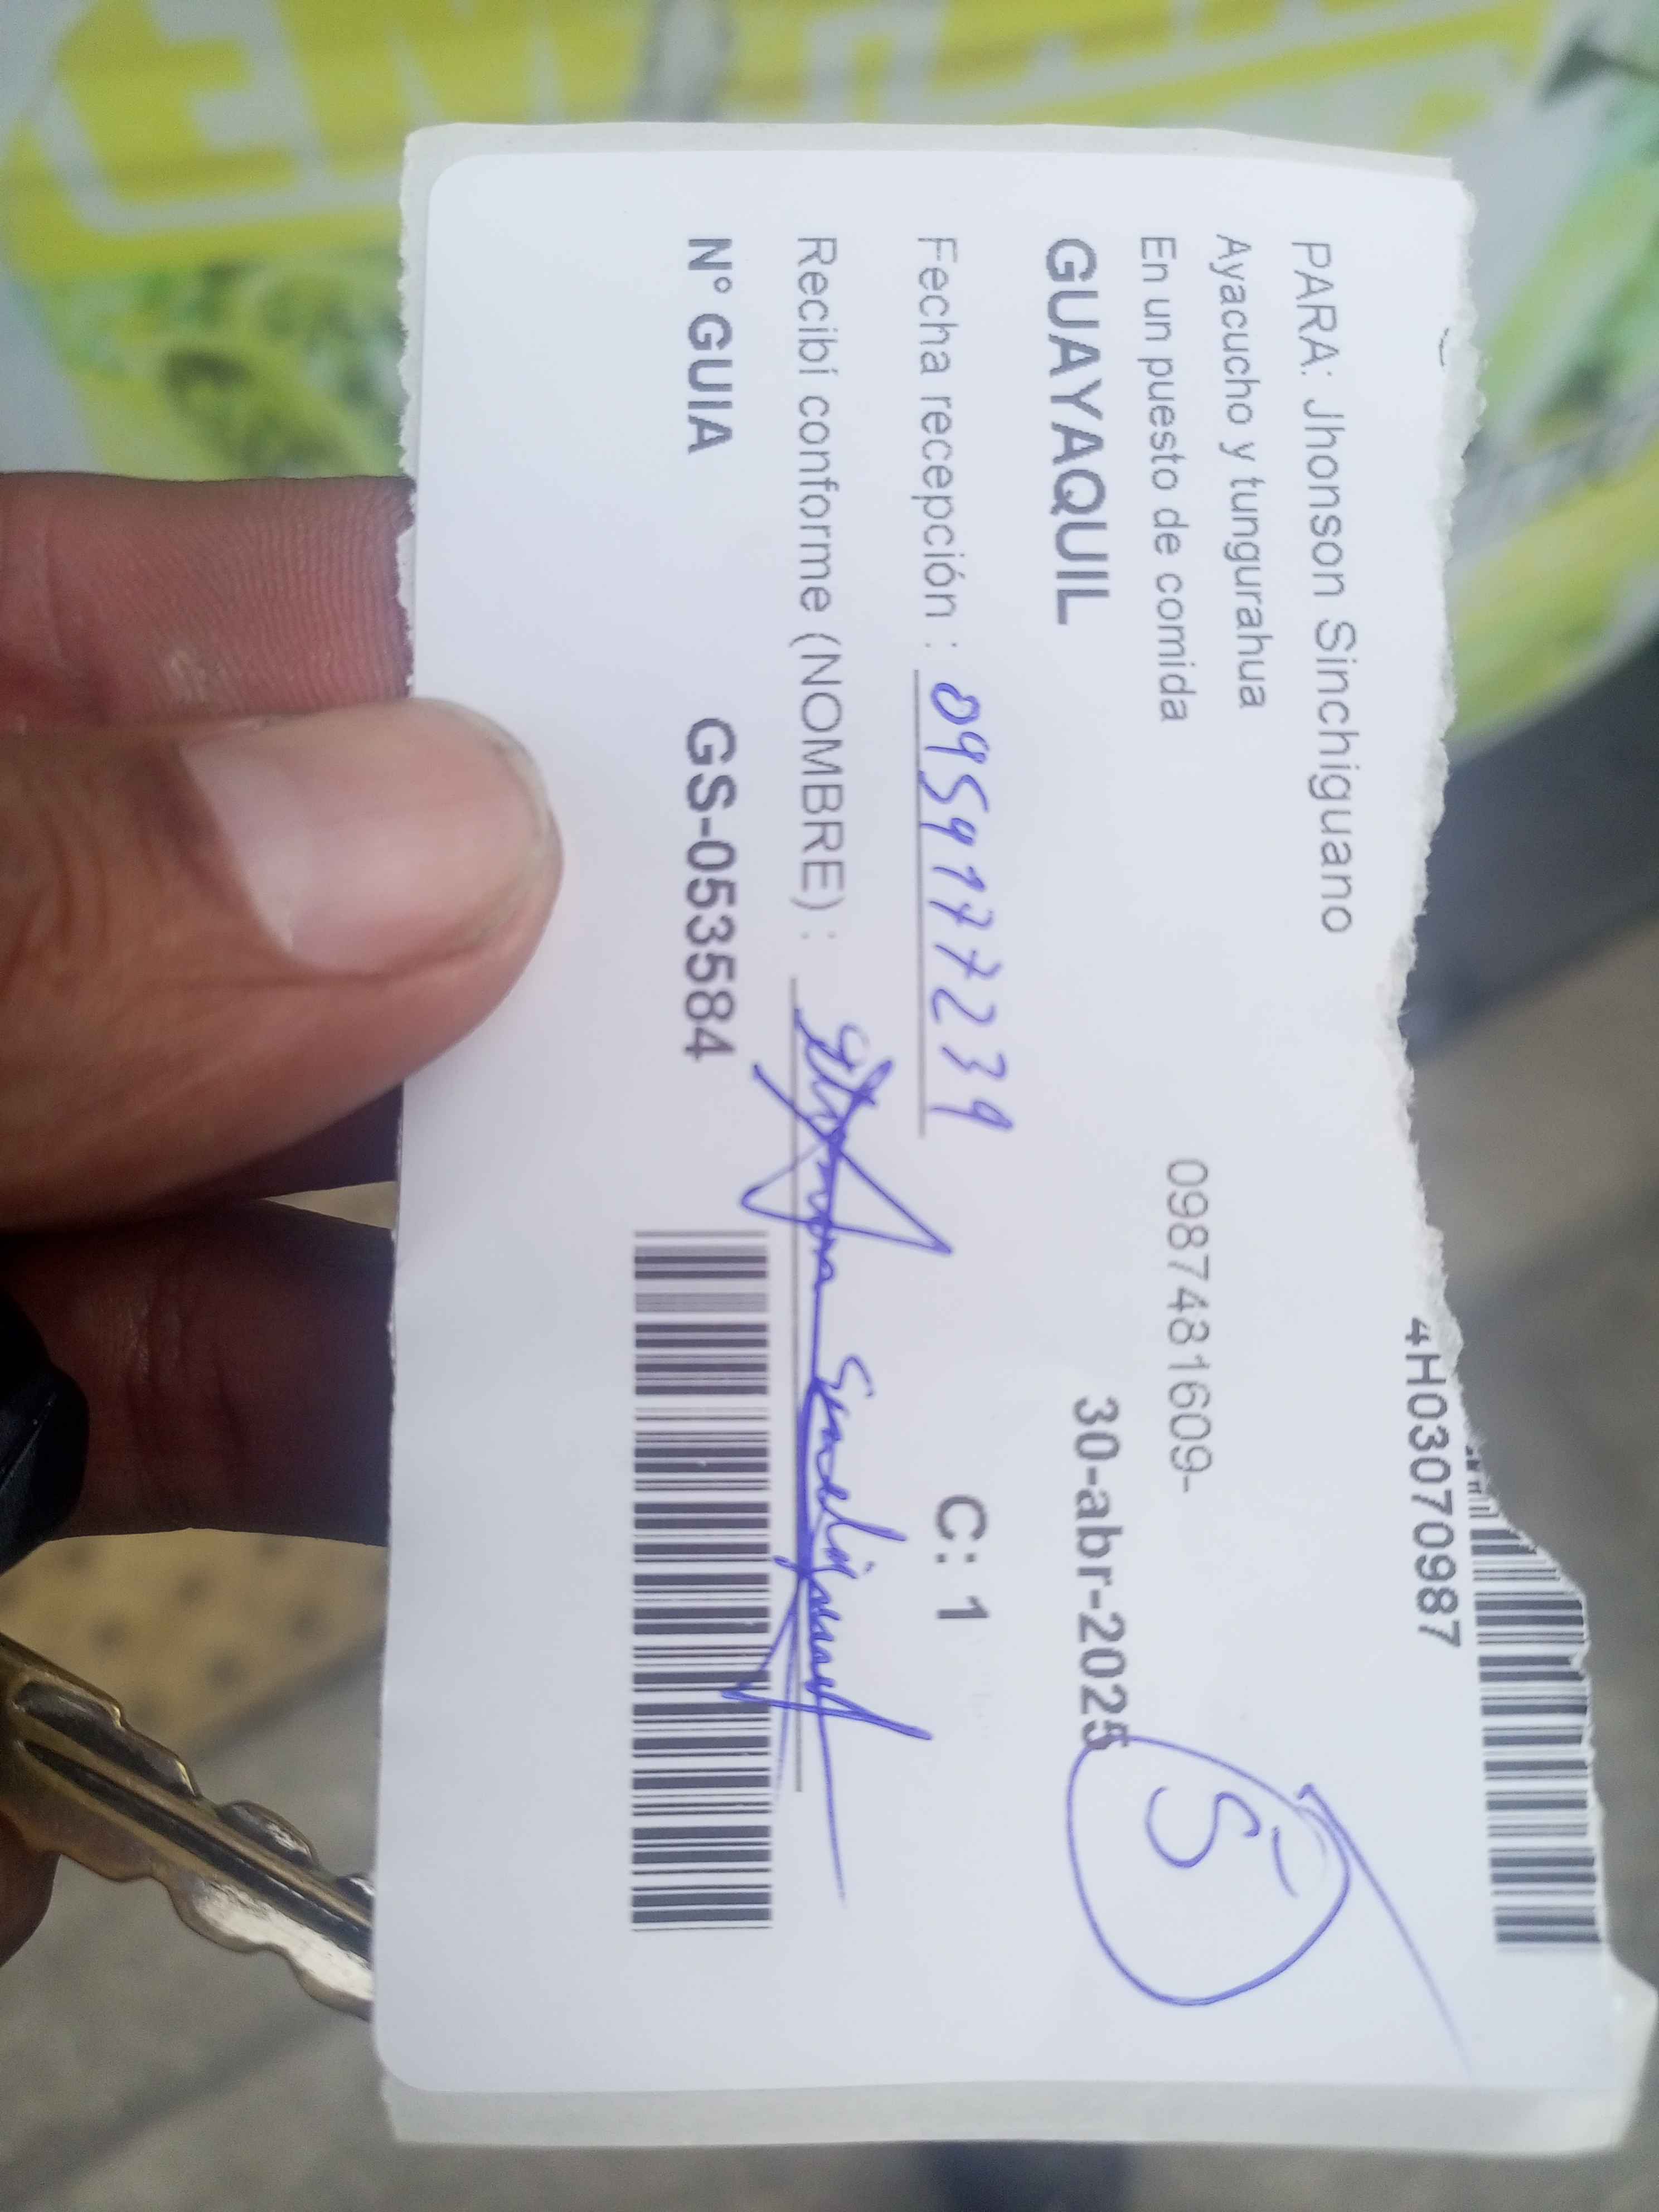 4H03070987
PARA: Jhonson Sinchiguano
Ayacucho y tungurahua
En un puesto de comida 0987481609-
GUAYAQUIL 30-abr-2025
5
Fecha recepción : 0959177239 C: 1
Recibí conforme (NOMBRE) :
N° GUIA GS-053584